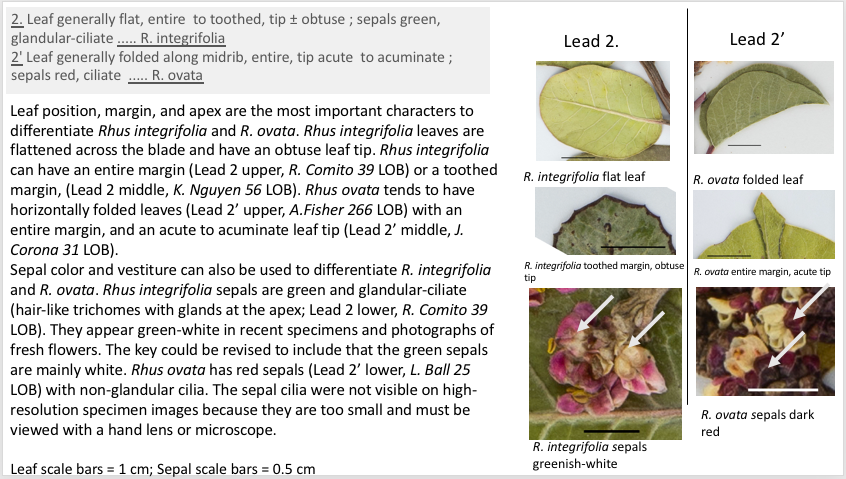 2. Leaf generally flat, entire  to toothed, tip ± obtuse ; sepals green,
glandular-ciliate ..... R. integrifolia
2' Leaf generally folded along midrib, entire, tip acute  to acuminate ;
sepals red, ciliate  ..... R. ovata
Leaf position, margin, and apex are the most important characters to
differentiate Rhus integrifolia and R. ovata. Rhus integrifolia leaves are
flattened across the blade and have an obtuse leaf tip. Rhus integrifolia
can have an entire margin (Lead 2 upper, R. Comito 39 LOB) or a toothed
margin, (Lead 2 middle, K. Nguyen 56 LOB). Rhus ovata tends to have
horizontally folded leaves (Lead 2’ upper, A.Fisher 266 LOB) with an
entire margin, and an acute to acuminate leaf tip (Lead 2’ middle, J.
Corona 31 LOB).
Sepal color and vestiture can also be used to differentiate R. integrifolia
and R. ovata. Rhus integrifolia sepals are green and glandular-ciliate
(hair-like trichomes with glands at the apex; Lead 2 lower, R. Comito 39
LOB). They appear green-white in recent specimens and photographs of
fresh flowers. The key could be revised to include that the green sepals
are mainly white. Rhus ovata has red sepals (Lead 2’ lower, L. Ball 25
LOB) with non-glandular cilia. The sepal cilia were not visible on high-
resolution specimen images because they are too small and must be
viewed with a hand lens or microscope.
Leaf scale bars = 1 cm; Sepal scale bars = 0.5 cm
Lead 2.
R. integrifolia flat leaf
R. integrifolia toothed margin, obtuse
tip
R. integrifolia sepals
greenish-white
Lead 2’
R. ovata folded leaf
R. ovata entire margin, acute tip
R. ovata sepals dark
red